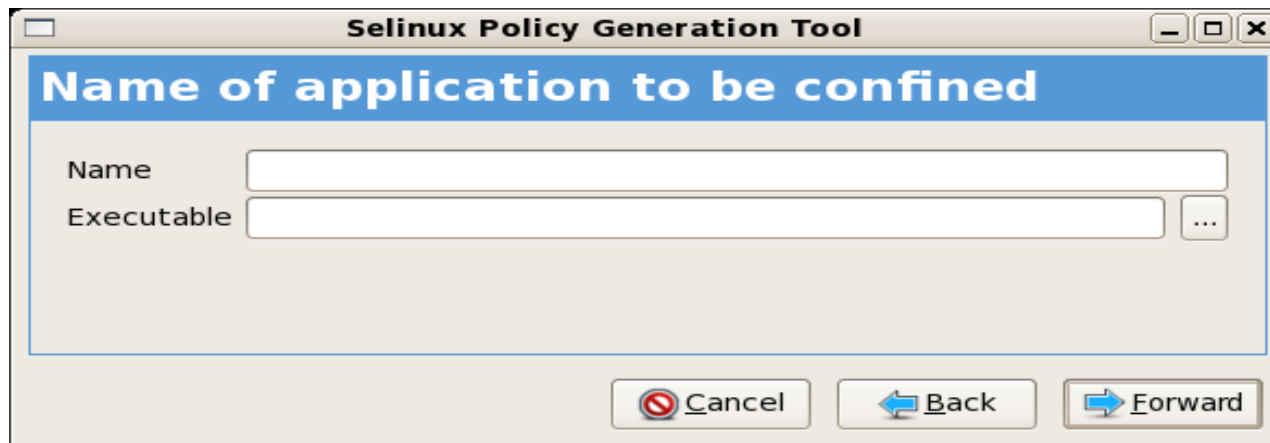 Selinux Policy Generation Tool
Name of application to be confined
Name
Executable
...
Cancel
Back
Forward